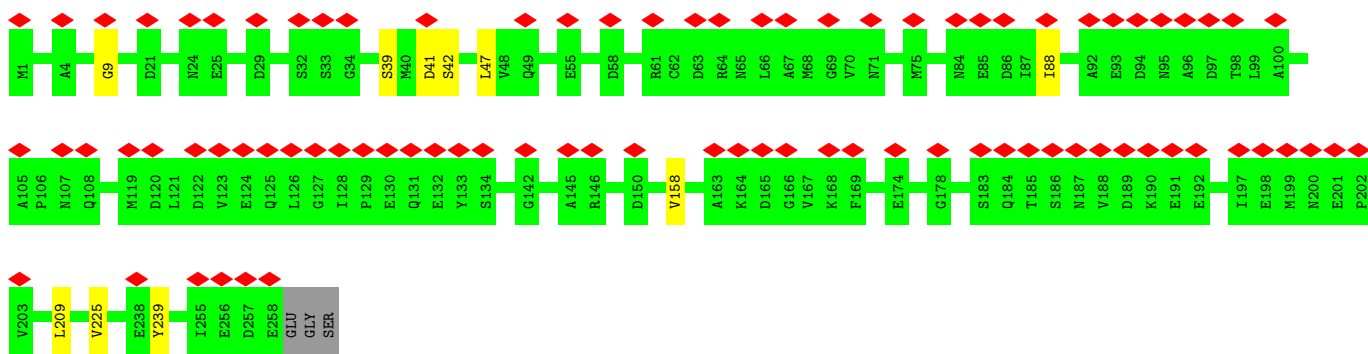 M1 A4 G9 D21 N24 E25 D29 S32 S33 G34 S39 M40 D41 S42 L47 V48 Q49 E55 D58 R61 C62 D63 R64 N65 L66 A67 M68 G69 V70 N71 M75 N84 E85 D86 I87 I88 A92 E93 D94 N95 A96 D97 T98 L99 A100
A105 P106 N107 Q108 M119 D120 L121 D122 V123 E124 Q125 L126 G127 I128 P129 E130 Q131 E132 Y133 S134 G142 A145 R146 D150 V158 A163 K164 D165 G166 V167 K168 F169 E174 G178 S183 Q184 T185 S186 N187 V188 D189 K190 E191 E192 I197 E198 M199 N200 E201 P202
V203 L209 V225 E238 Y239 I255 E256 D257 E258 GLU GLY SER